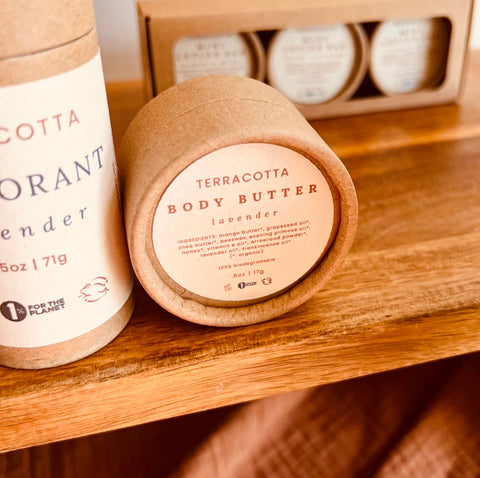 COTTA
ORANT
ender
5oz | 71g
1%
FOR THE
PLANET
TERRACOTTA
BODY BUTTER
lavender
INGREDIENTS: mango butter*, grapeseed oil*,
shea butter*, beeswax, evening primrose oil*,
honey*, vitamin e oil*, arrowroot powder*,
lavender oil*, frankincense oil*
(*: organic)
100% biodegradable
.6oz | 17g